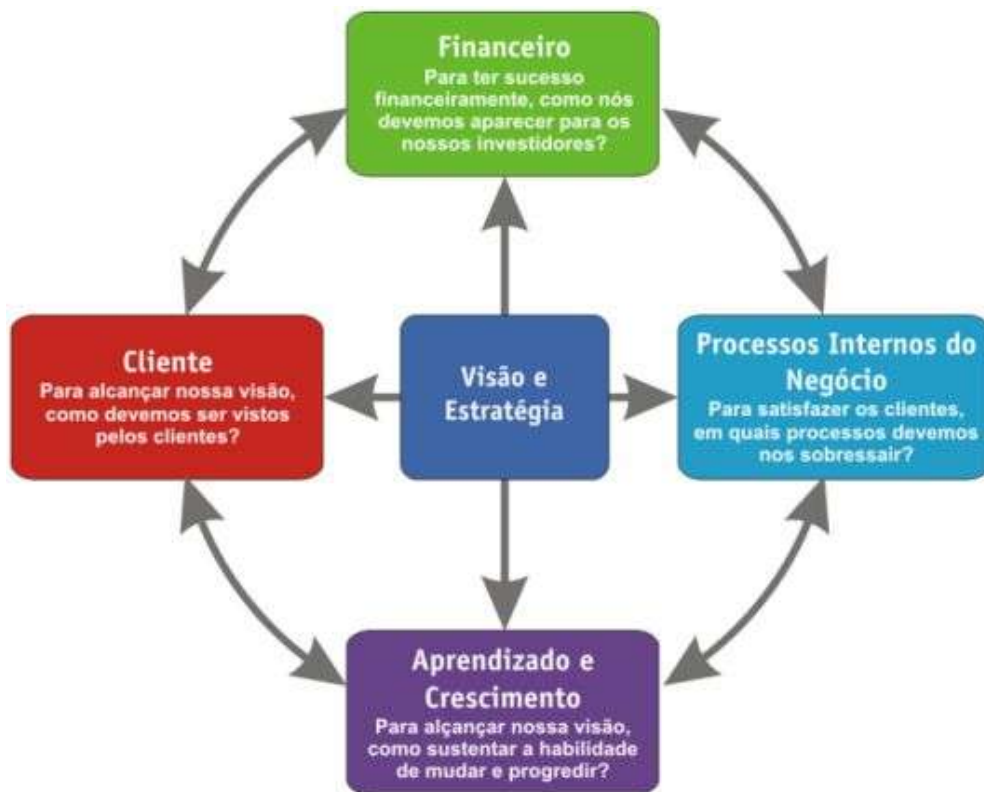 Financeiro
Para ter sucesso
financeiramente, como nós
devemos aparecer para os
nossos investidores?
Cliente
Para alcançar nossa visão,
como devemos ser vistos
pelos clientes?
Visão e
Estratégia
Processos Internos do
Negócio
Para satisfazer os clientes,
em quais processos devemos
nos sobressair?
Aprendizado e
Crescimento
Para alçançar nossa visão,
como sustentar a habilidade
de mudar e progredir?